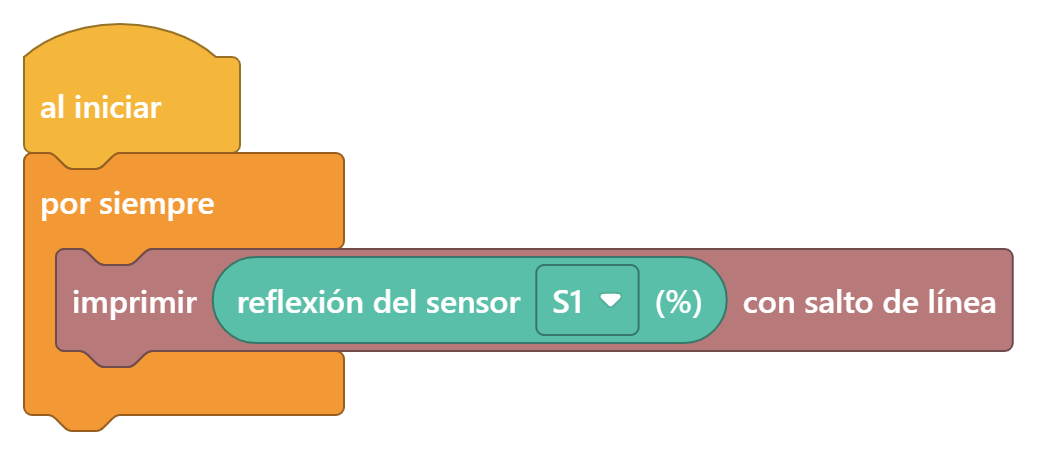 al iniciar
por siempre
imprimir reflexión del sensor S1 (%) con salto de línea